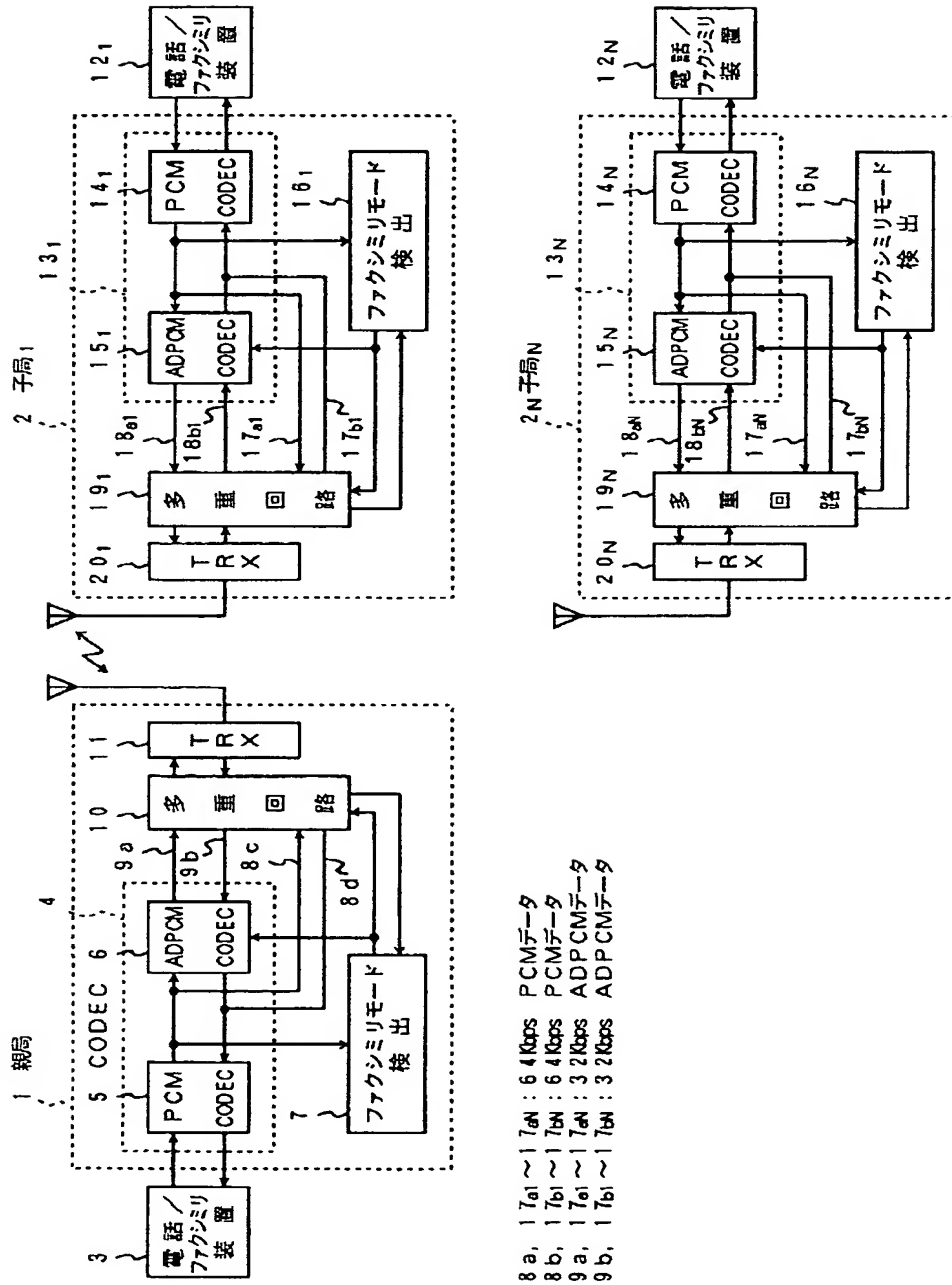 1 親局
4
CODEC
3
電話/
ファクシミリ
装置
5
PCM
CODEC
6
ADPCM
CODEC
7
ファクシミリモード
検出
9a
9b
8c
8d
10
多重回路
11
TRX
2 子局1
13₁
20₁
TRX
19₁
多重回路
18a1
18b1
17a1
17b1
15₁
ADPCM
CODEC
14₁
PCM
CODEC
16₁
ファクシミリモード
検出
12₁
電話/
ファクシミリ
装置
2N 子局N
13N
20N
TRX
19N
多重回路
18aN
18bN
17aN
17bN
15N
ADPCM
CODEC
14N
PCM
CODEC
16N
ファクシミリモード
検出
12N
電話/
ファクシミリ
装置
8a, 17a1～17aN : 64Kbps PCMデータ
8b, 17b1～17bN : 64Kbps PCMデータ
9a, 17a1～17aN : 32Kbps ADPCMデータ
9b, 17b1～17bN : 32Kbps ADPCMデータ